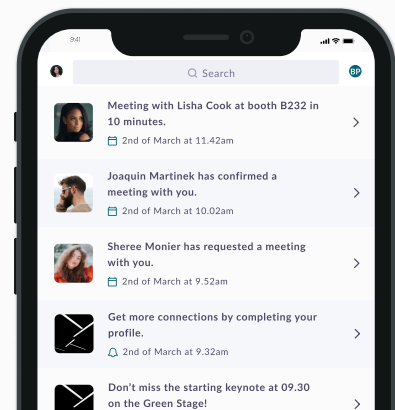 9:41
Search
BP
Meeting with Lisha Cook at booth B232 in
10 minutes.
2nd of March at 11.42am
Joaquin Martinek has confirmed a
meeting with you.
2nd of March at 10.02am
Sheree Monier has requested a meeting
with you.
2nd of March at 9.52am
Get more connections by completing your
profile.
2nd of March at 9.32am
Don’t miss the starting keynote at 09.30
on the Green Stage!